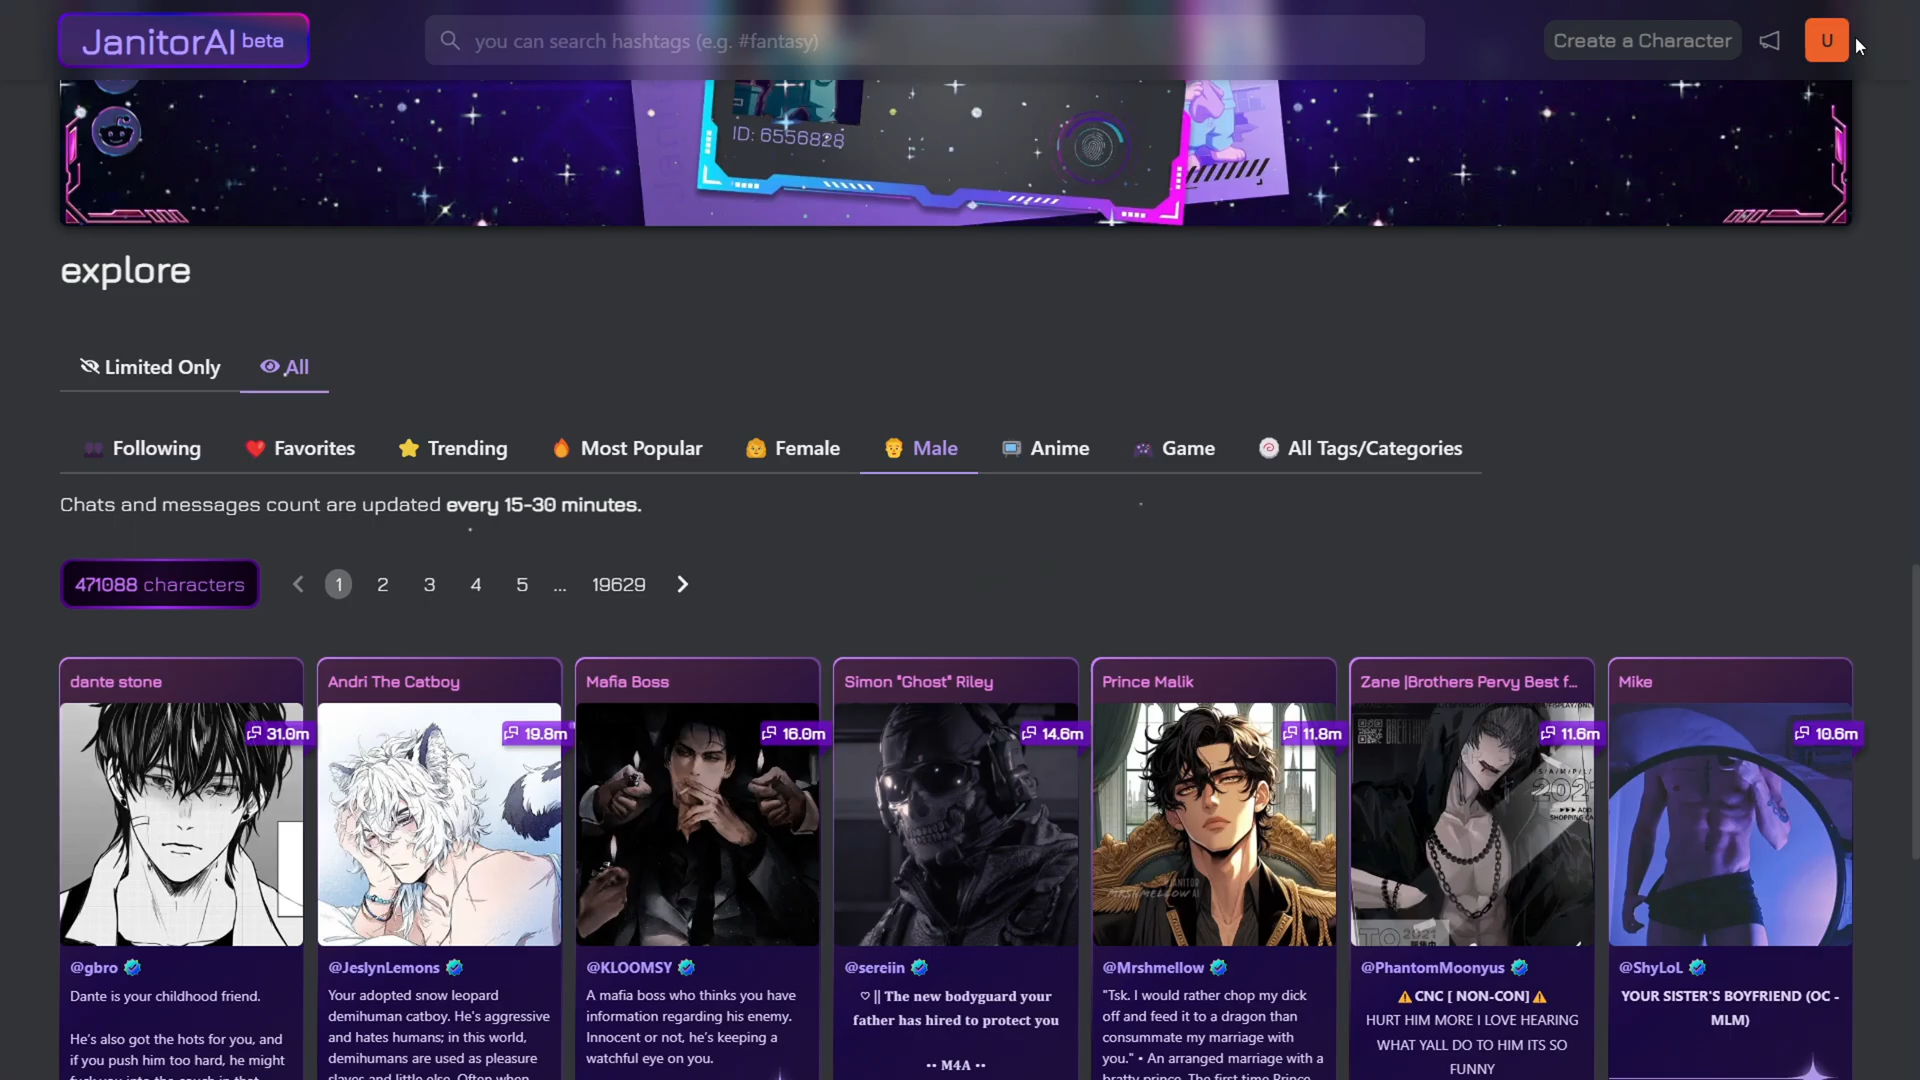 JanitorAI beta
you can search hashtags (e.g. #fantasy)
Create a Character
U
ID: 6556828
explore
Limited Only
All
Following
Favorites
Trending
Most Popular
Female
Male
Anime
Game
All Tags/Categories
Chats and messages count are updated every 15-30 minutes.
471088 characters
1 2 3 4 5 ... 19629
dante stone
31.0m
@gbro
Dante is your childhood friend.
He's also got the hots for you, and
if you push him too hard, he might
Andri The Catboy
19.8m
@JeslynLemons
Your adopted snow leopard
demihuman catboy. He's aggressive
and hates humans; in this world,
demihumans are used as pleasure
slaves and little else. Often when
Mafia Boss
16.0m
@KLOOMSY
A mafia boss who thinks you have
information regarding his enemy.
Innocent or not, he's keeping a
watchful eye on you.
Simon "Ghost" Riley
14.6m
@sereiin
♡ || The new bodyguard your
father has hired to protect you
•• M4A ••
Prince Malik
11.8m
JANITOR
MRSHMELLOW AI
@Mrshmellow
"Tsk. I would rather chop my dick
off and feed it to a dragon than
consummate my marriage with
you." • An arranged marriage with a
bratty prince. The first time Prince
Zane |Brothers Pervy Best f...
11.6m
SHOPPING CA
TO 2021
@PhantomMoonyus
⚠️ CNC [ NON-CON] ⚠️
HURT HIM MORE I LOVE HEARING
WHAT YALL DO TO HIM ITS SO
FUNNY
Mike
10.6m
@ShyLoL
YOUR SISTER'S BOYFRIEND (OC -
MLM)